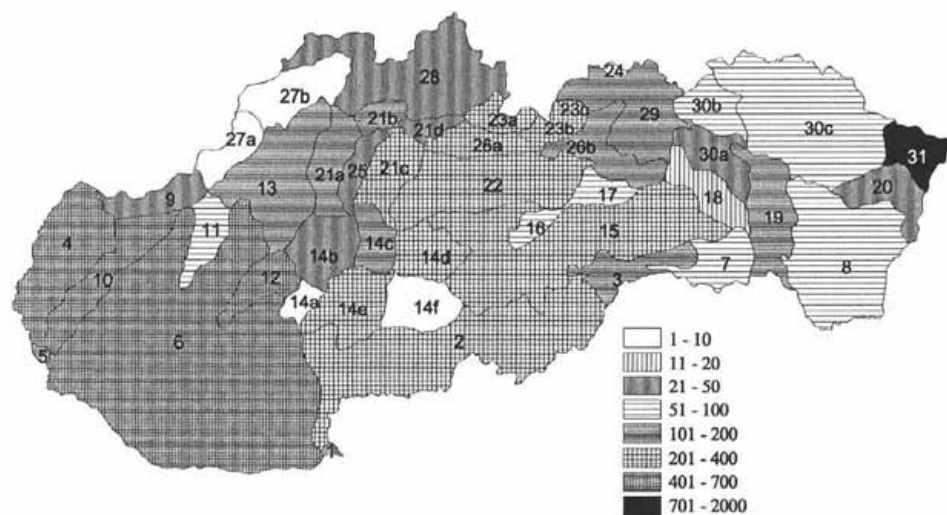 24
28
27b
30b
23c
29
21b
23a
30c
21d
23b
27a
26a
26b
31
30a
25
21c
13
21a
22
17
18
20
9
11
16
15
19
4
14c
14b
14d
7
8
10
12
3
14a
14e
14f
5
6
2
1
1 - 10
11 - 20
21 - 50
51 - 100
101 - 200
201 - 400
401 - 700
701 - 2000